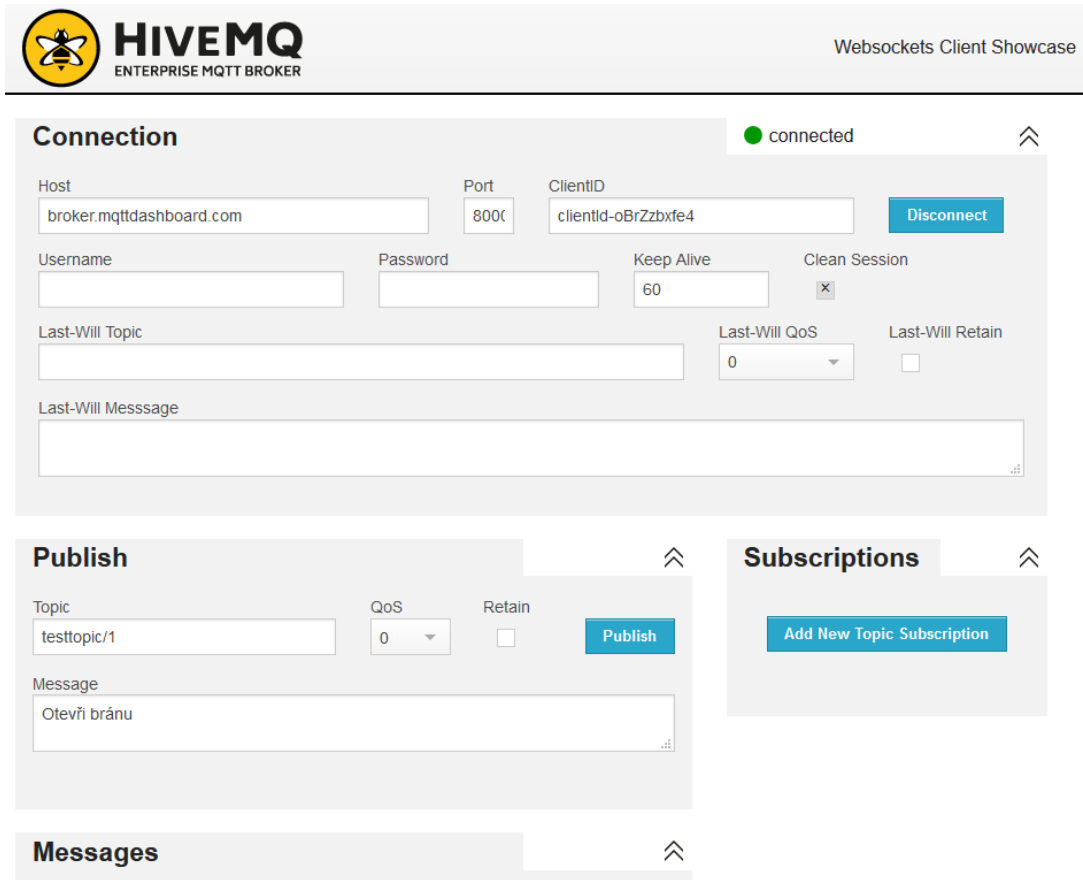 HIVEMQ
ENTERPRISE MQTT BROKER
Websockets Client Showcase
Connection
connected
Host
Port
ClientID
broker.mqttdashboard.com
8000
clientId-oBrZzbxfe4
Disconnect
Username
Password
Keep Alive
Clean Session
60
Last-Will Topic
Last-Will QoS
Last-Will Retain
0
Last-Will Messsage
Publish
Subscriptions
Topic
QoS
Retain
testtopic/1
0
Publish
Add New Topic Subscription
Message
Otevři bránu
Messages